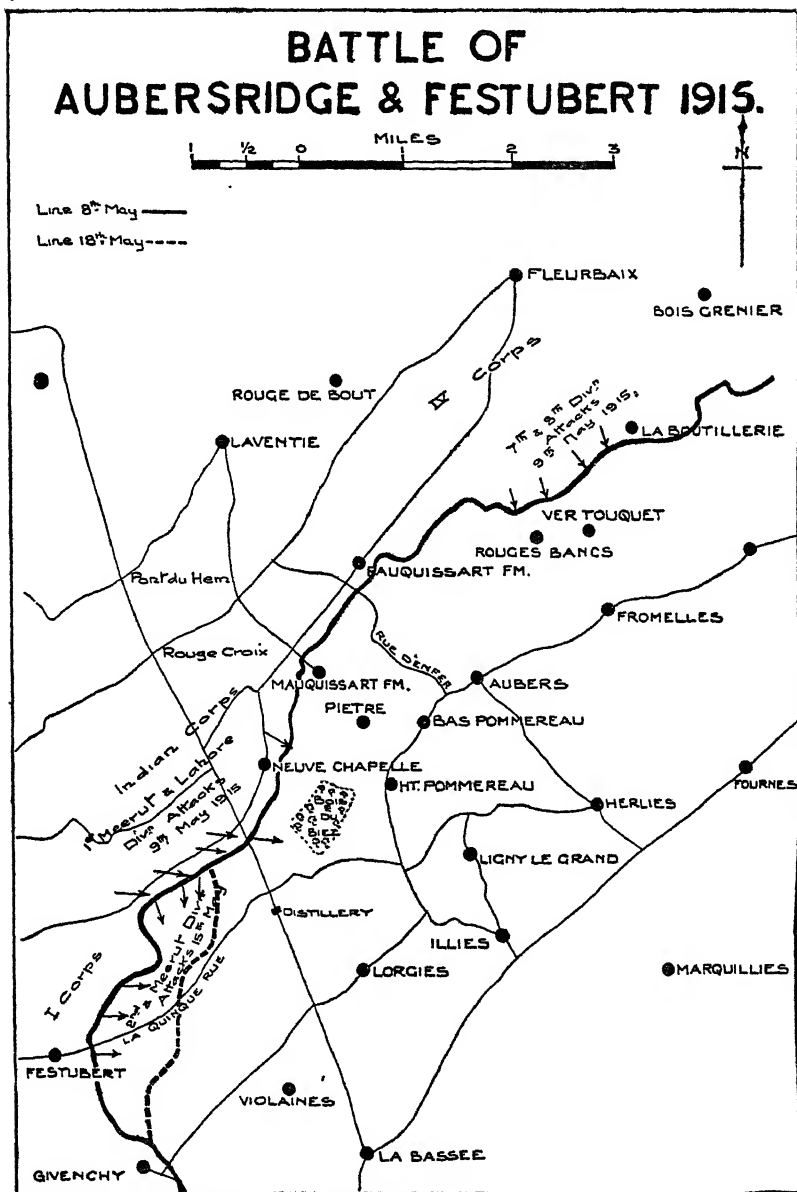 BATTLE OF
AUBERSRIDGE & FESTUBERT 1915.
MILES
1 ½ 0 1 2 3
N
Line 8th May
Line 18th May
FLEURBAIX
BOIS GRENIER
IV Corps
ROUGE DE BOUT
7th & 8th Divn
Attacks
9th May 1915.
LA BOUTILLERIE
LAVENTIE
VER TOUQUET
ROUGES BANCS
FAUQUISSART FM.
Pont du Hem
FROMELLES
RUE D'ENFER
Rouge Croix
MAUQUISSART FM.
AUBERS
PIETRE
BAS POMMEREAU
Indian Corps
1st Meerut & Lahore
Divn Attacks
9th May 1915
NEUVE CHAPELLE
HT. POMMEREAU
FOURNES
HERLIES
LIGNY LE GRAND
DISTILLERY
ILLIES
I Corps
2nd & Meerut Divn
Attacks 15th May
LA QUINQUE RUE
LORGIES
MARQUILLIES
FESTUBERT
VIOLAINES
GIVENCHY
LA BASSEE